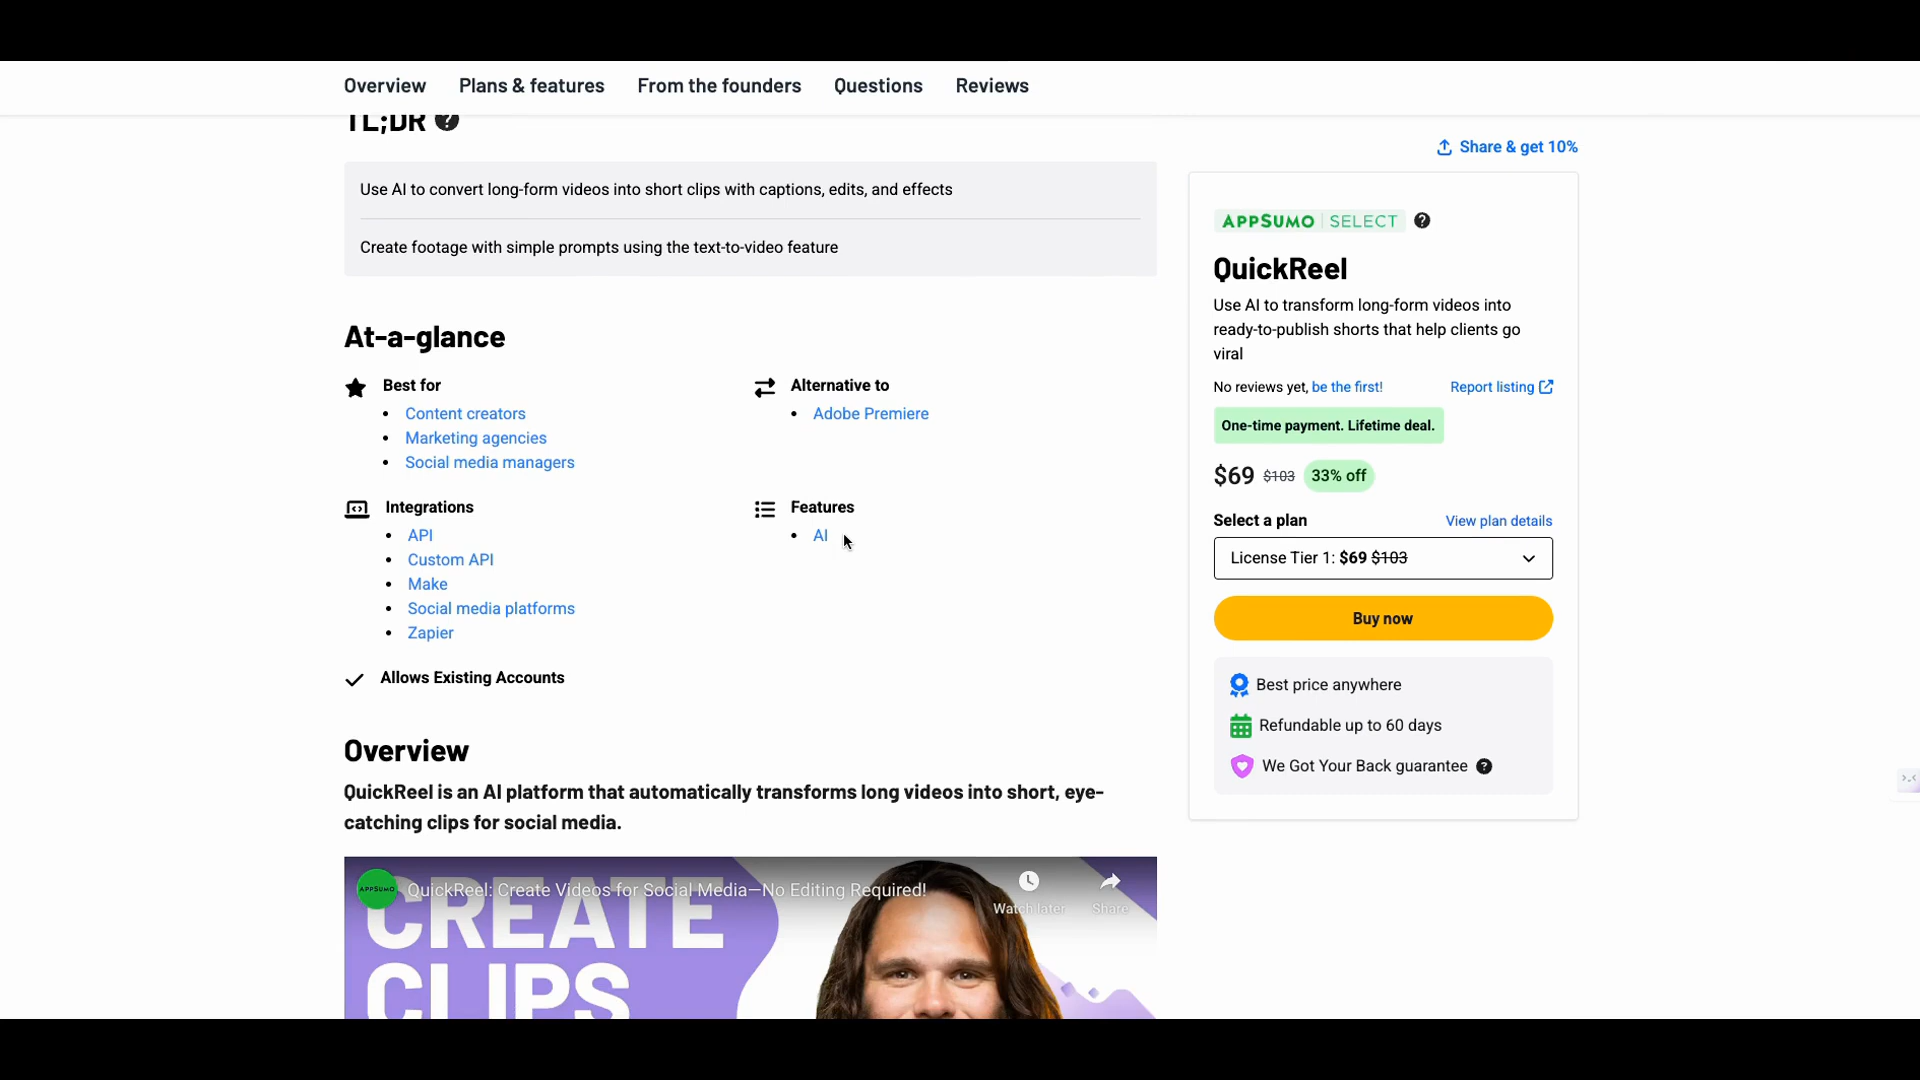 Overview Plans & features From the founders Questions Reviews
TL;DR ?
Share & get 10%
Use AI to convert long-form videos into short clips with captions, edits, and effects
Create footage with simple prompts using the text-to-video feature
At-a-glance
Best for
Content creators
Marketing agencies
Social media managers
Alternative to
Adobe Premiere
Integrations
API
Custom API
Make
Social media platforms
Zapier
Features
AI
Allows Existing Accounts
Overview
QuickReel is an AI platform that automatically transforms long videos into short, eye-
catching clips for social media.
APPSUMO
QuickReel: Create Videos for Social Media—No Editing Required!
Watch later
Share
CREATE
CLIPS
APPSUMO | SELECT ?
QuickReel
Use AI to transform long-form videos into
ready-to-publish shorts that help clients go
viral
No reviews yet, be the first! Report listing
One-time payment. Lifetime deal.
$69 $103 33% off
Select a plan View plan details
License Tier 1: $69 $103
Buy now
Best price anywhere
Refundable up to 60 days
We Got Your Back guarantee ?